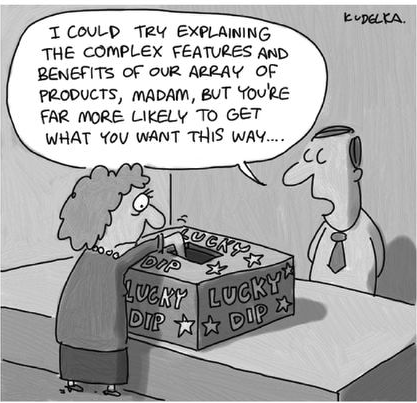 KUDELKA.
I COULD TRY EXPLAINING
THE COMPLEX FEATURES AND
BENEFITS OF OUR ARRAY OF
PRODUCTS, MADAM, BUT YOU'RE
FAR MORE LIKELY TO GET
WHAT YOU WANT THIS WAY....
LUCKY
DIP
LUCKY
DIP
LUCKY
DIP